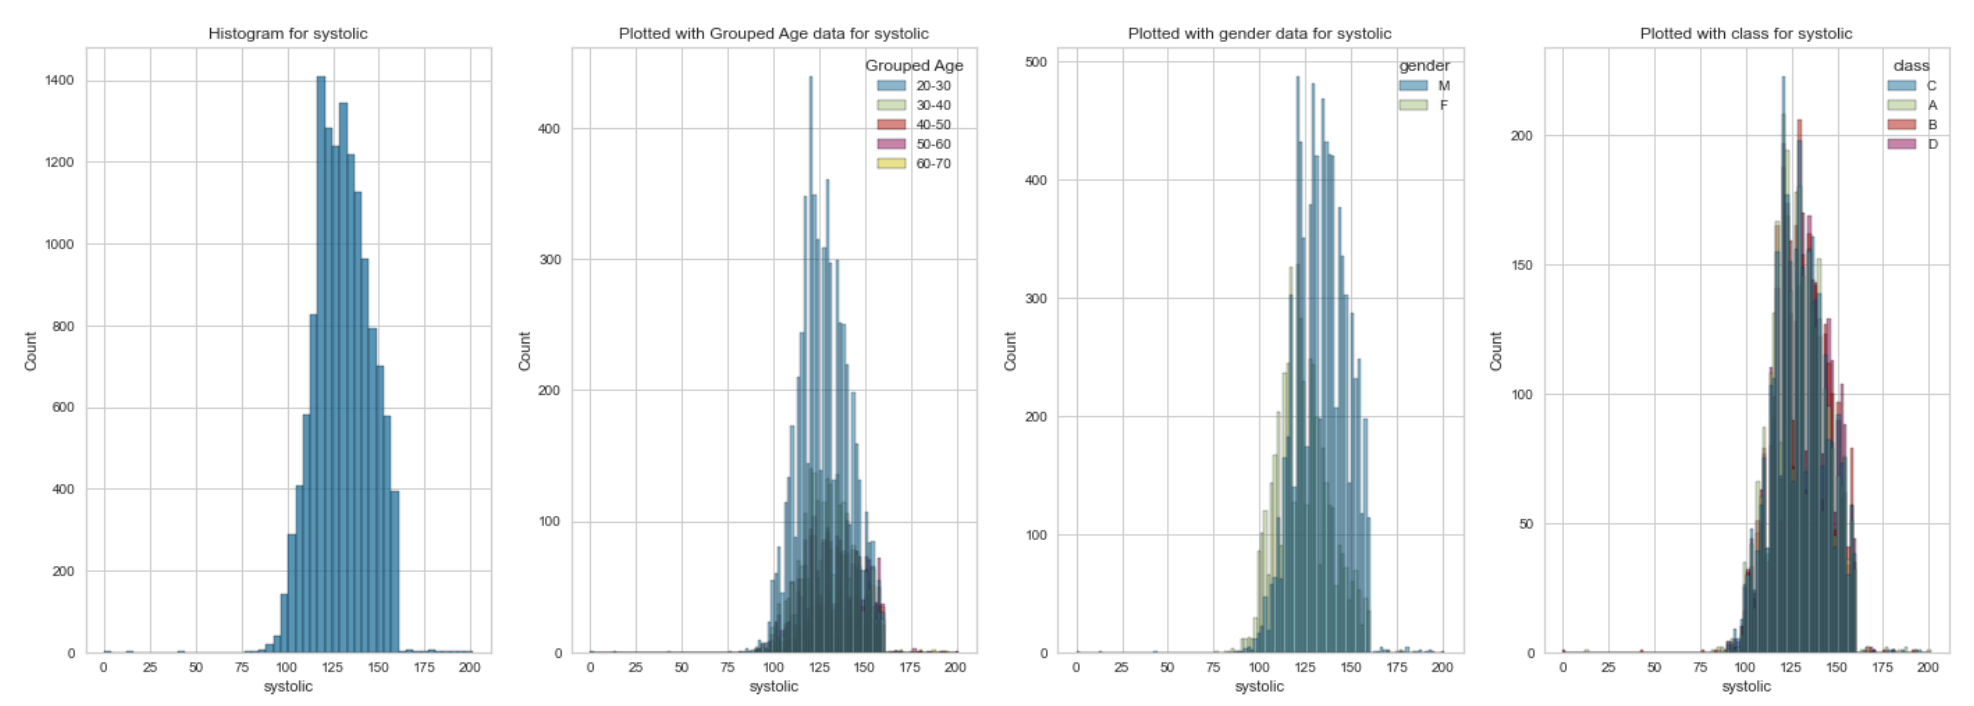 Histogram for systolic
1400
1200
1000
800
600
400
200
0
Count
0 25 50 75 100 125 150 175 200
systolic
Plotted with Grouped Age data for systolic
Grouped Age
20-30
30-40
40-50
50-60
60-70
400
300
200
100
0
Count
0 25 50 75 100 125 150 175 200
systolic
Plotted with gender data for systolic
gender
M
F
500
400
300
200
100
0
Count
0 25 50 75 100 125 150 175 200
systolic
Plotted with class for systolic
class
C
A
B
D
200
150
100
50
0
Count
0 25 50 75 100 125 150 175 200
systolic